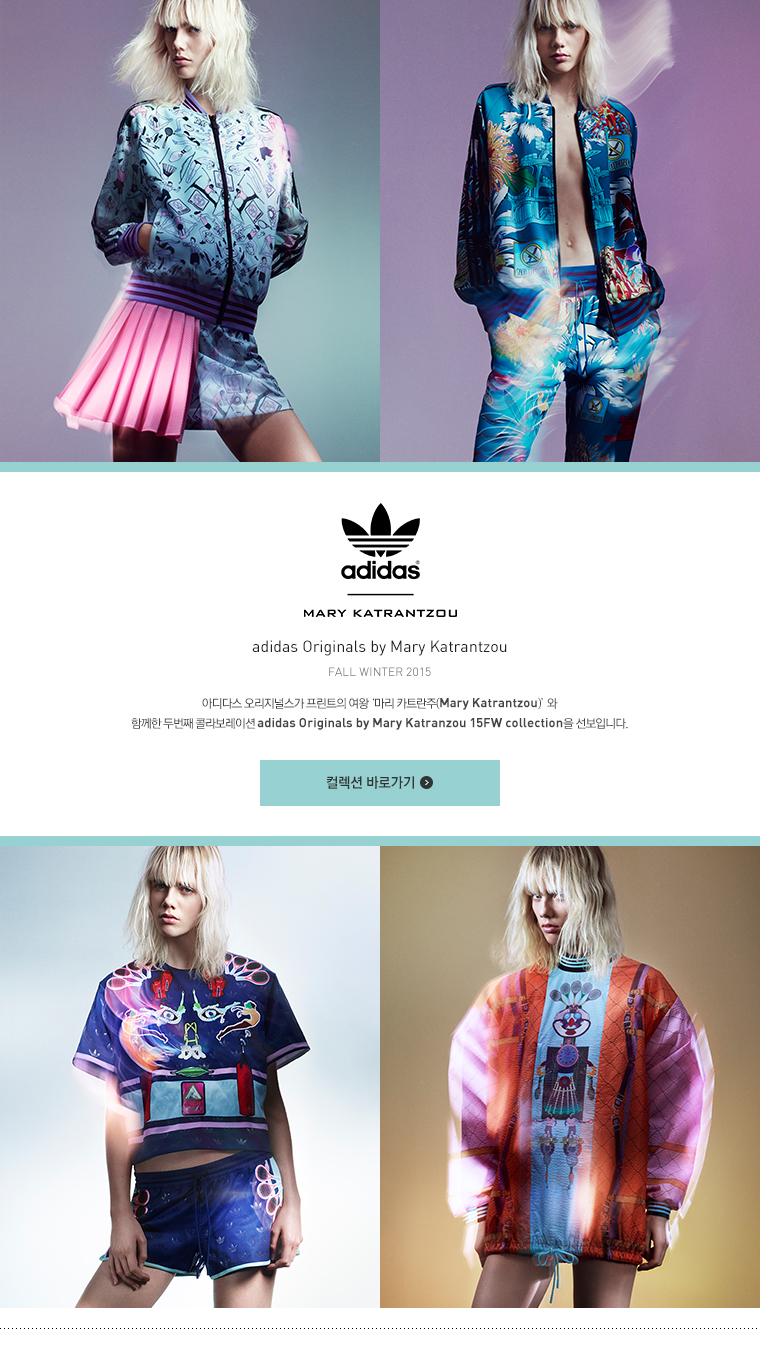 adidas
MARY KATRANTZOU
adidas Originals by Mary Katrantzou
FALL WINTER 2015
아디다스 오리지널스가 프린트의 여왕 '마리 카트란주(Mary Katrantzou)' 와
함께한 두번째 콜라보레이션 adidas Originals by Mary Katranzou 15FW collection을 선보입니다.
컬렉션 바로가기